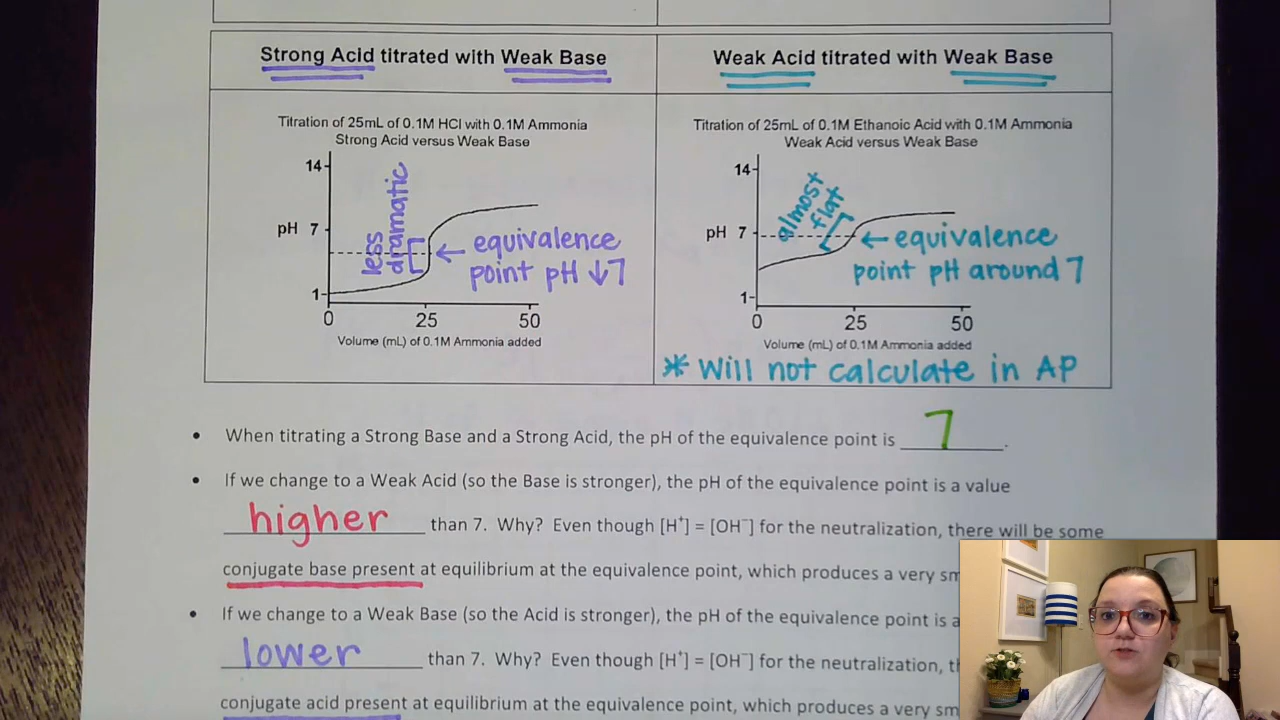 Strong Acid titrated with Weak Base
Titration of 25mL of 0.1M HCl with 0.1M Ammonia
Strong Acid versus Weak Base
14
pH 7
1
0 25 50
Volume (mL) of 0.1M Ammonia added
less
dramatic
← equivalence
point pH ↓7
Weak Acid titrated with Weak Base
Titration of 25mL of 0.1M Ethanoic Acid with 0.1M Ammonia
Weak Acid versus Weak Base
14
pH 7
1
0 25 50
Volume (mL) of 0.1M Ammonia added
almost
flat
← equivalence
point pH around 7
* Will not calculate in AP
• When titrating a Strong Base and a Strong Acid, the pH of the equivalence point is 7.
• If we change to a Weak Acid (so the Base is stronger), the pH of the equivalence point is a value
higher than 7. Why? Even though [H⁺] = [OH⁻] for the neutralization, there will be some
conjugate base present at equilibrium at the equivalence point, which produces a very sm
• If we change to a Weak Base (so the Acid is stronger), the pH of the equivalence point is a
lower than 7. Why? Even though [H⁺] = [OH⁻] for the neutralization, th
conjugate acid present at equilibrium at the equivalence point, which produces a very sm